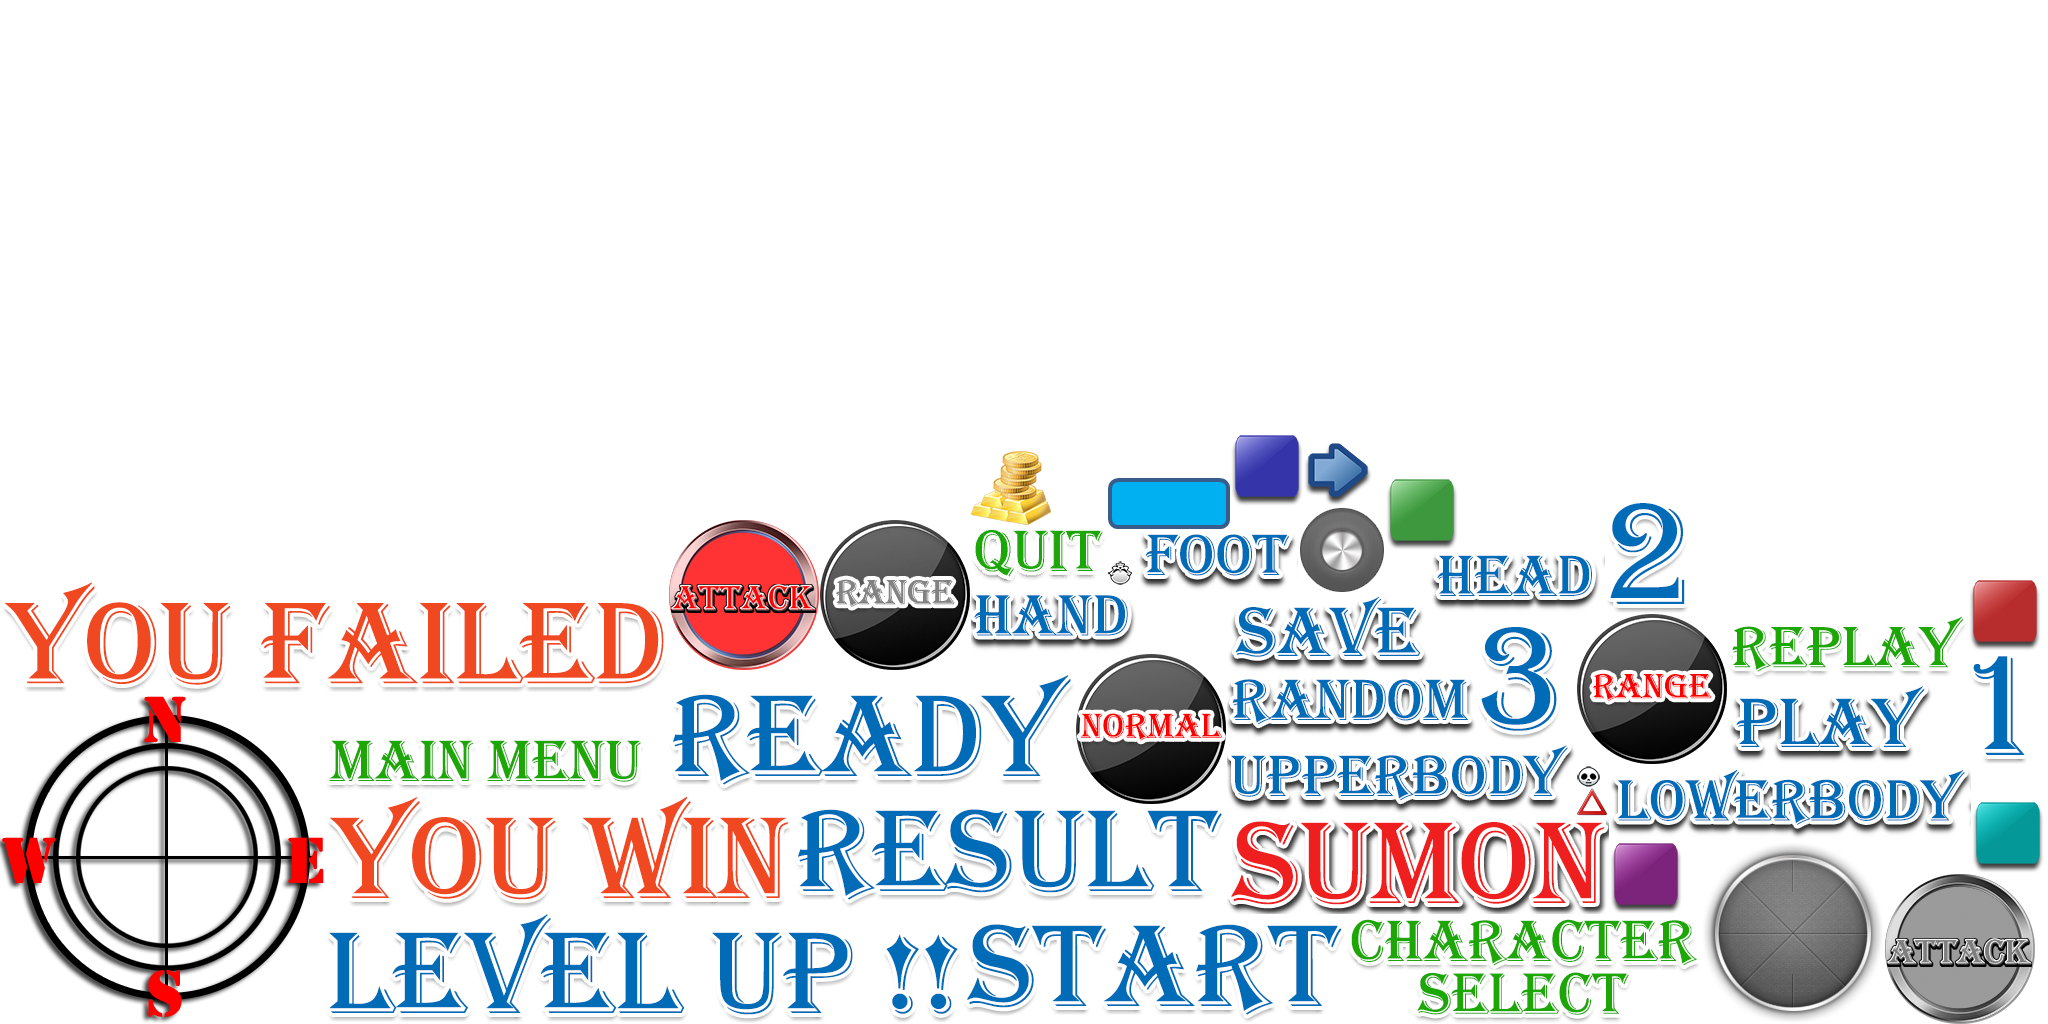 QUIT
FOOT
HEAD
2
ATTACK
RANGE
HAND
YOU FAILED
SAVE
3
RANGE
REPLAY
1
N
W
E
S
MAIN MENU
READY
NORMAL
RANDOM
PLAY
UPPERBODY
LOWERBODY
YOU WIN
RESULT
SUMON
LEVEL UP !!
START
CHARACTER
SELECT
ATTACK